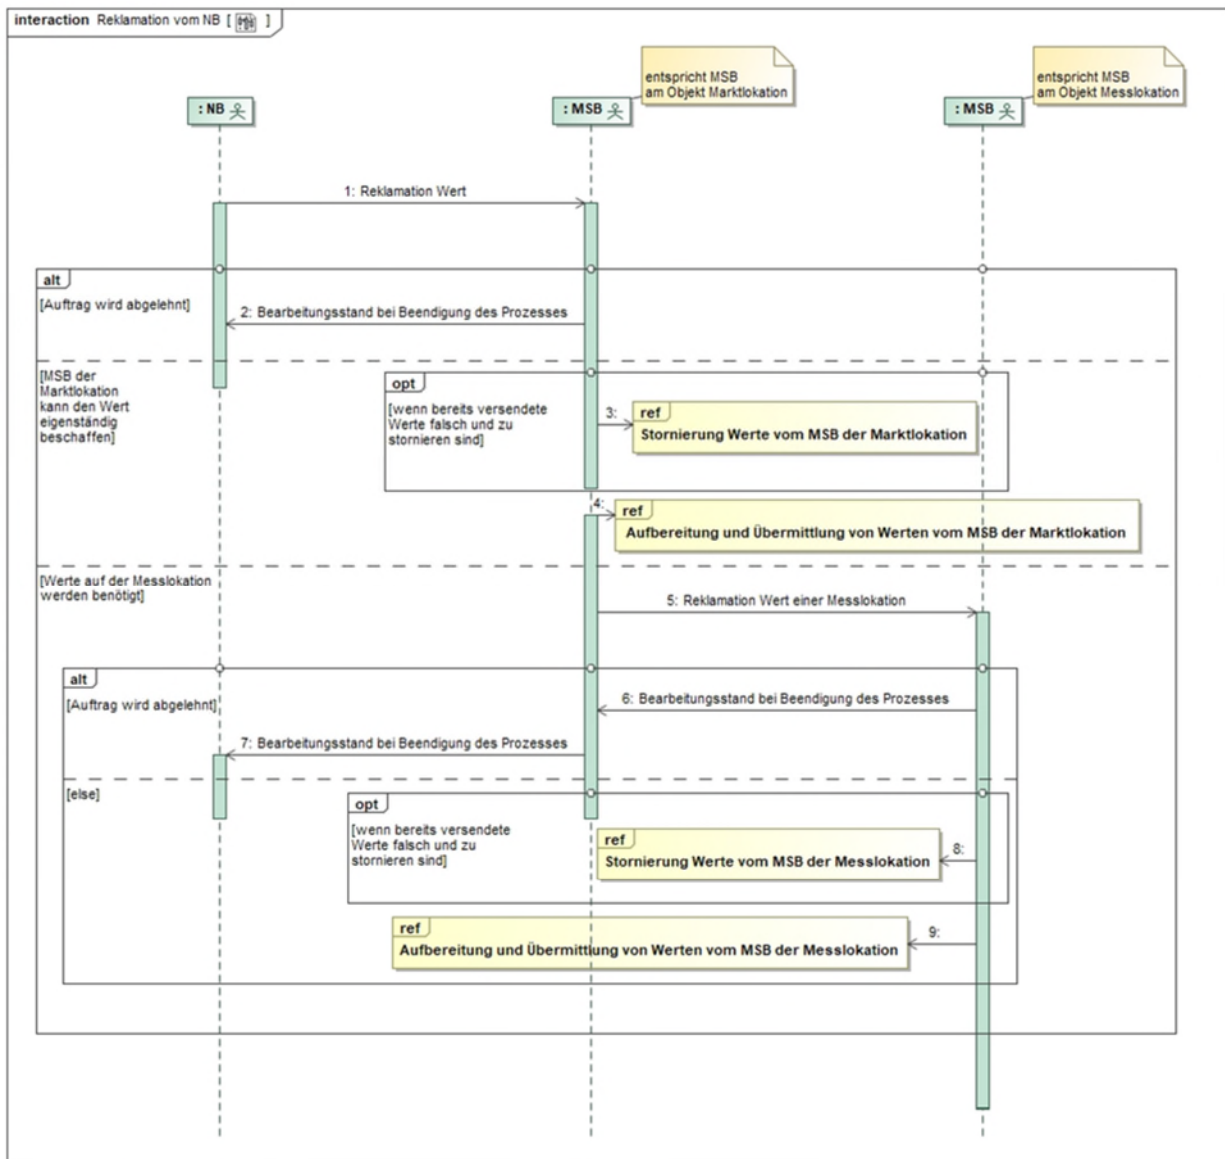 interaction Reklamation vom NB [ ]
entspricht MSB
am Objekt Marktlokation
entspricht MSB
am Objekt Messlokation
: NB
: MSB
: MSB
1: Reklamation Wert
alt
[Auftrag wird abgelehnt]
2: Bearbeitungsstand bei Beendigung des Prozesses
[MSB der
Marktlokation
kann den Wert
eigenständig
beschaffen]
opt
[wenn bereits versendete
Werte falsch und zu
stornieren sind]
3:
ref
Stornierung Werte vom MSB der Marktlokation
4:
ref
Aufbereitung und Übermittlung von Werten vom MSB der Marktlokation
[Werte auf der Messlokation
werden benötigt]
5: Reklamation Wert einer Messlokation
alt
[Auftrag wird abgelehnt]
6: Bearbeitungsstand bei Beendigung des Prozesses
7: Bearbeitungsstand bei Beendigung des Prozesses
[else]
opt
[wenn bereits versendete
Werte falsch und zu
stornieren sind]
ref
Stornierung Werte vom MSB der Messlokation
8:
ref
Aufbereitung und Übermittlung von Werten vom MSB der Messlokation
9: